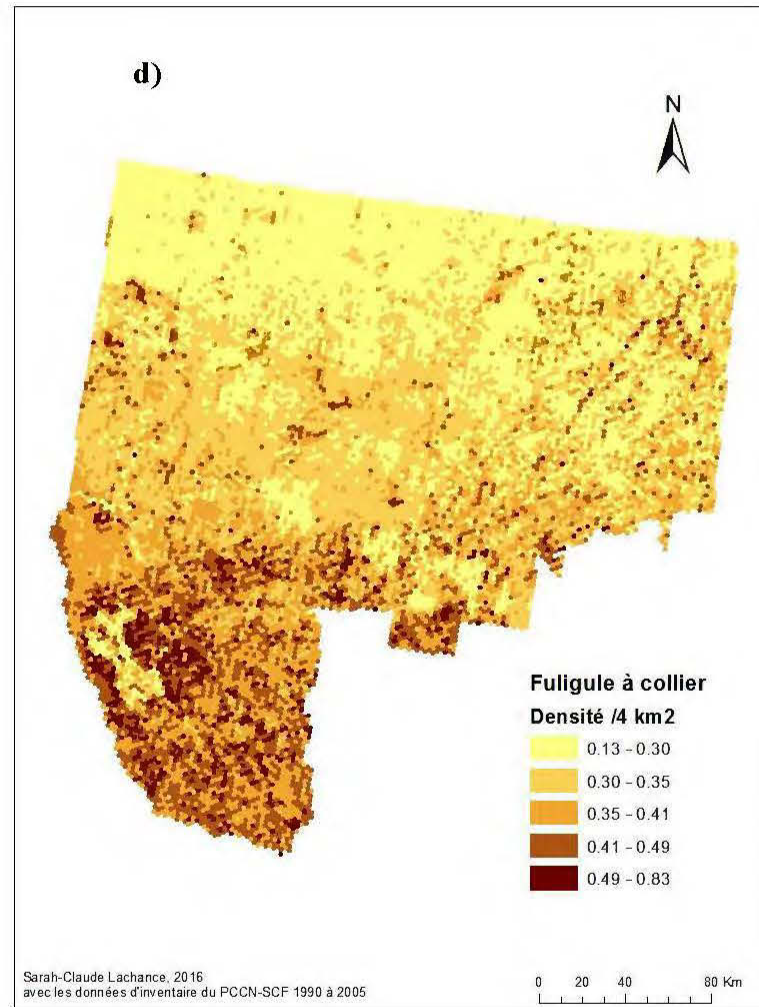 d)
N
Fuligule à collier
Densité /4 km2
0.13 - 0.30
0.30 - 0.35
0.35 - 0.41
0.41 - 0.49
0.49 - 0.83
Sarah-Claude Lachance, 2016
avec les données d'inventaire du PCCN-SCF 1990 à 2005
0 20 40 80 Km